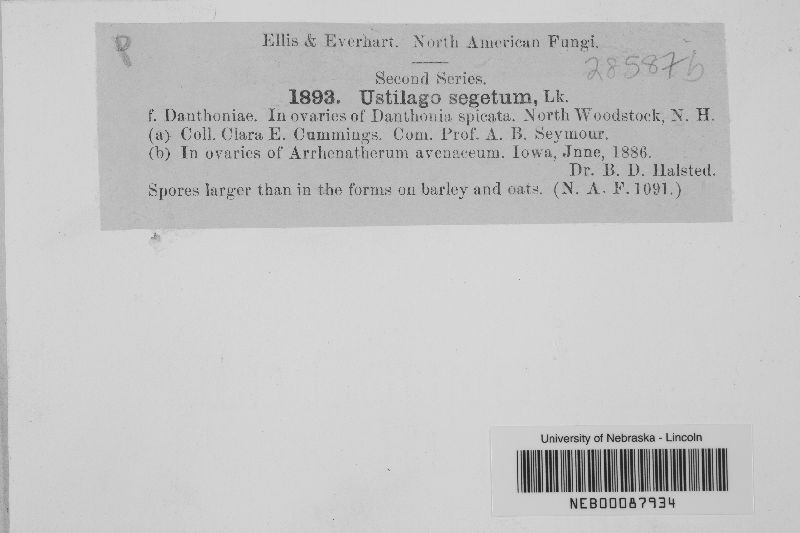 Ellis & Everhart. North American Fungi.
285876
Second Series.
1893. Ustilago segetum, Lk.
f. Danthoniae. In ovaries of Danthonia spicata. North Woodstock, N. H.
(a) Coll. Clara E. Cummings. Com. Prof. A. B. Seymour.
(b) In ovaries of Arrhenatherum avenaceum. Iowa, Jnne, 1886.
Dr. B. D. Halsted.
Spores larger than in the forms on barley and oats. (N. A. F. 1091.)
University of Nebraska - Lincoln
NEB00087934